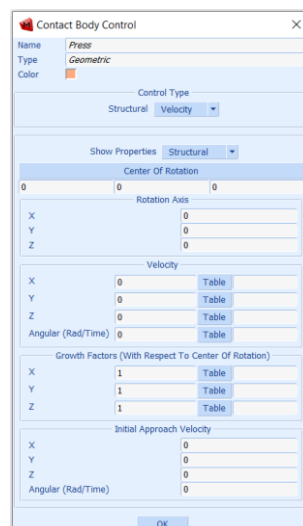 Contact Body Control
Name Press
Type Geometric
Color
Control Type
Structural Velocity
Show Properties Structural
Center Of Rotation
0 0 0
Rotation Axis
X 0
Y 0
Z 0
Velocity
X 0 Table
Y 0 Table
Z 0 Table
Angular (Rad/Time) 0 Table
Growth Factors (With Respect To Center Of Rotation)
X 1 Table
Y 1 Table
Z 1 Table
Initial Approach Velocity
X 0
Y 0
Z 0
Angular (Rad/Time) 0
OK